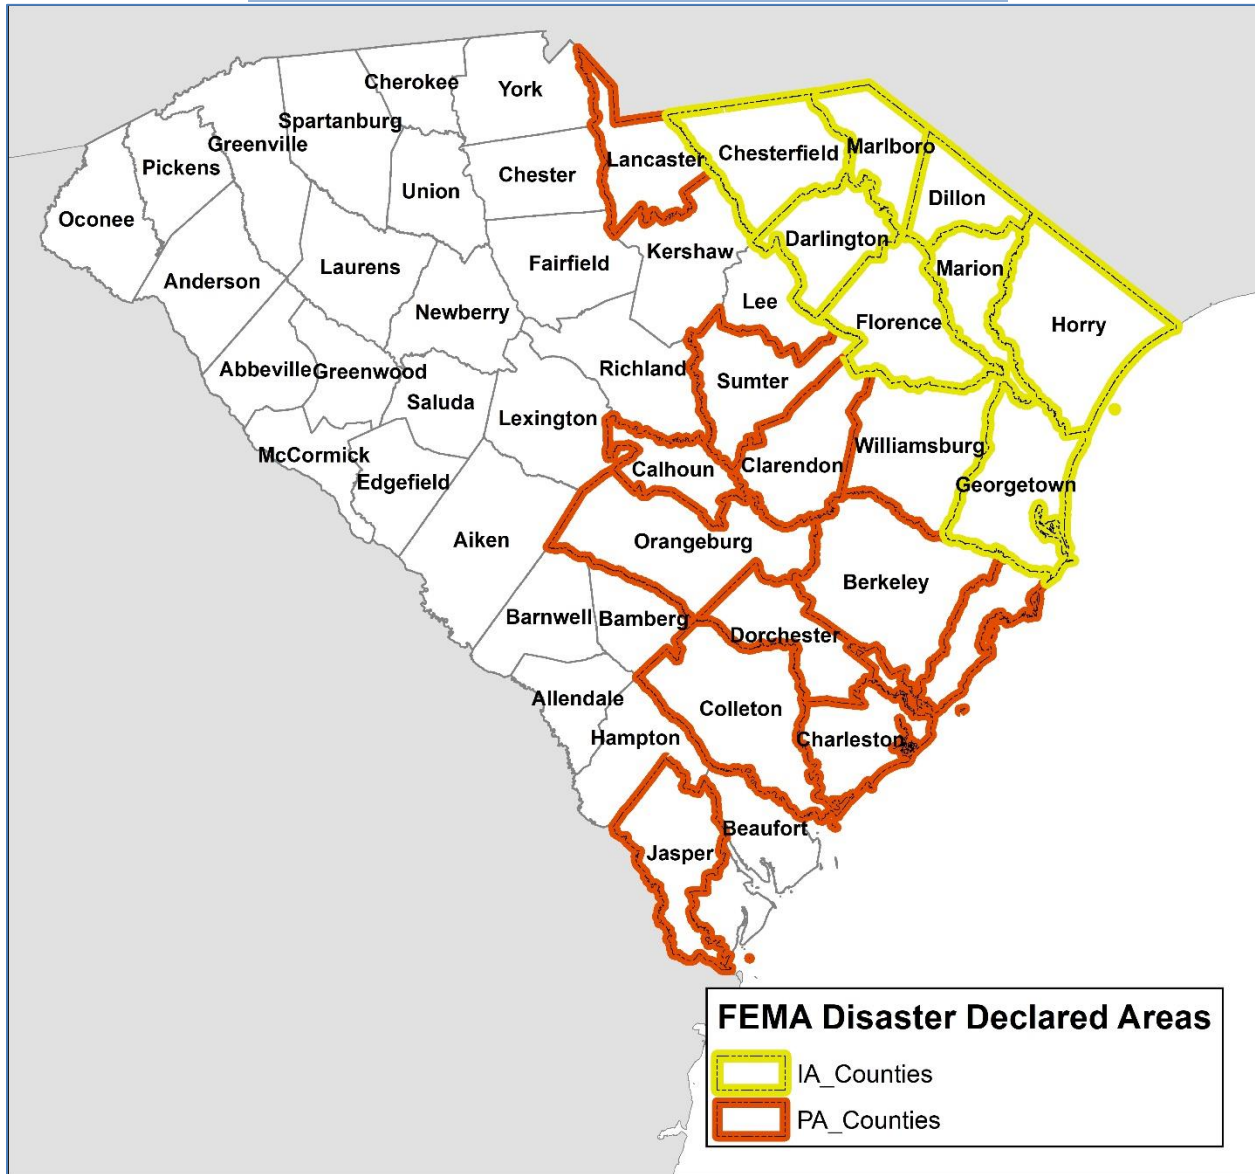 Cherokee
York
Spartanburg
Greenville
Pickens
Oconee
Union
Chester
Lancaster
Chesterfield
Marlboro
Dillon
Anderson
Laurens
Fairfield
Kershaw
Darlington
Marion
Newberry
Lee
Florence
Horry
Abbeville
Greenwood
Richland
Sumter
Saluda
Lexington
McCormick
Edgefield
Calhoun
Clarendon
Williamsburg
Georgetown
Aiken
Orangeburg
Berkeley
Barnwell
Bamberg
Dorchester
Allendale
Colleton
Hampton
Charleston
Beaufort
Jasper
FEMA Disaster Declared Areas
IA_Counties
PA_Counties